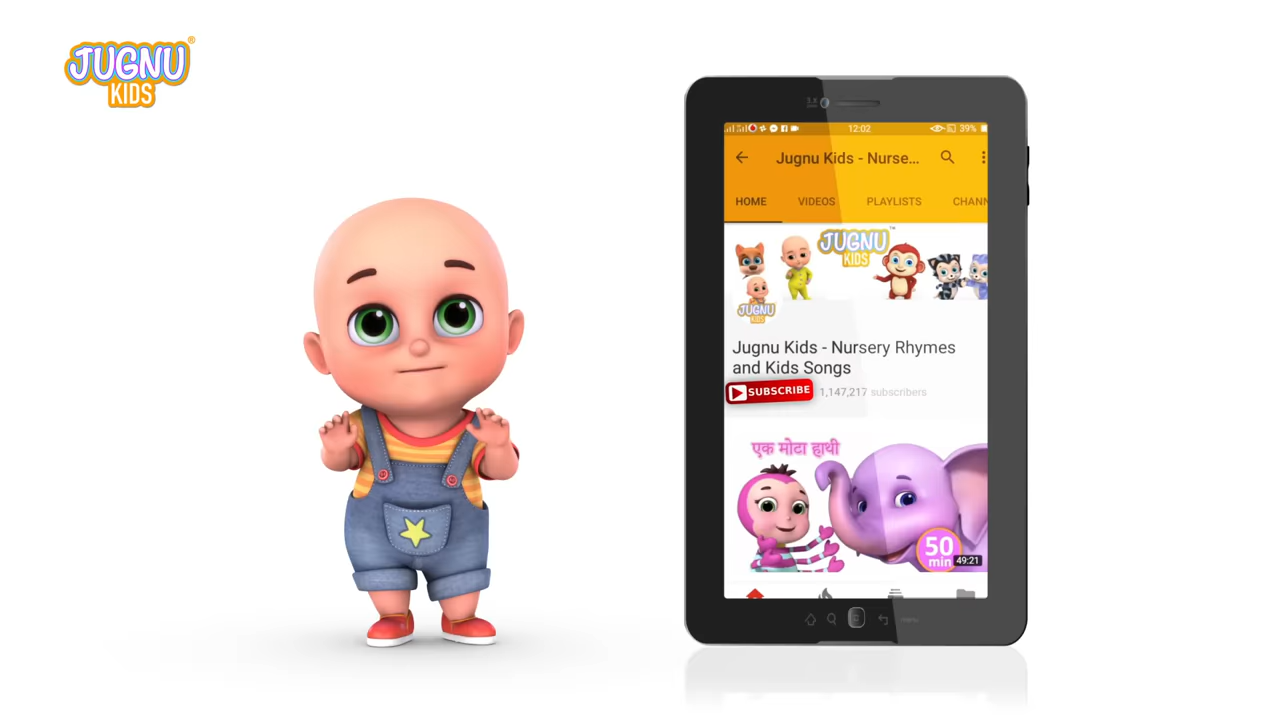 JUGNU
KIDS
12:02
39%
Jugnu Kids - Nurse...
HOME VIDEOS PLAYLISTS CHANN
JUGNU
KIDS
JUGNU
KIDS
Jugnu Kids - Nursery Rhymes
and Kids Songs
SUBSCRIBE 1,147,217 subscribers
एक मोटा हाथी
50
min 49:21